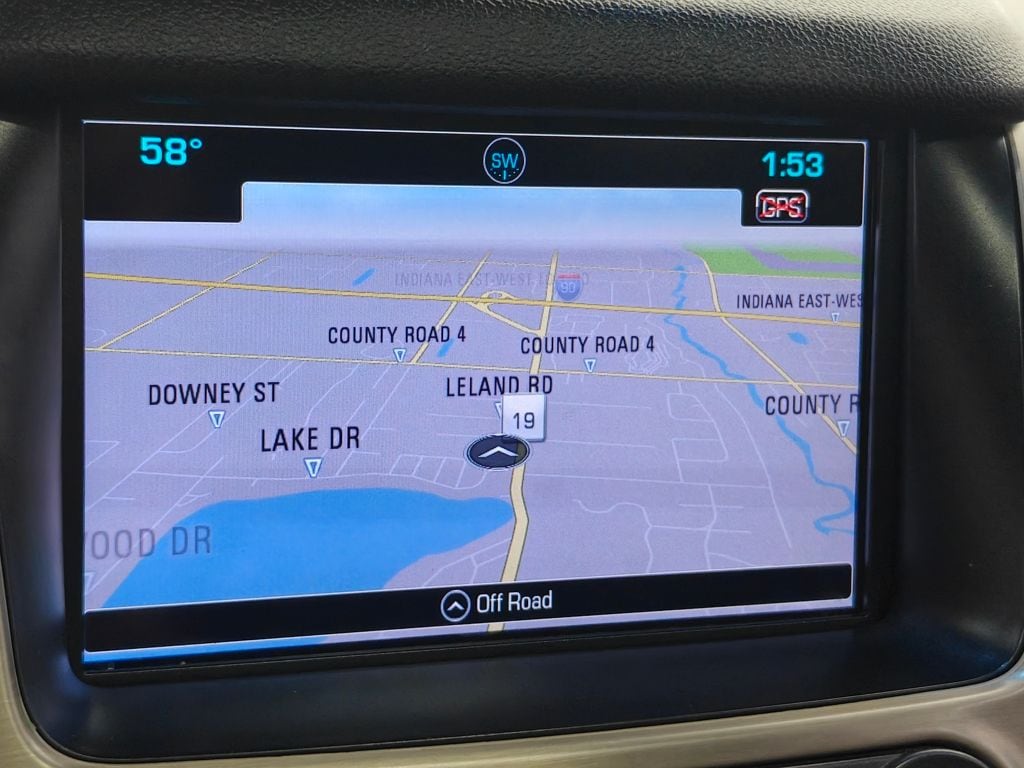 58°
SW
1:53
GPS
INDIANA EAST-WEST
90
INDIANA EAST-WES
COUNTY ROAD 4
COUNTY ROAD 4
LELAND RD
DOWNEY ST
COUNTY R
19
LAKE DR
OOD DR
Off Road